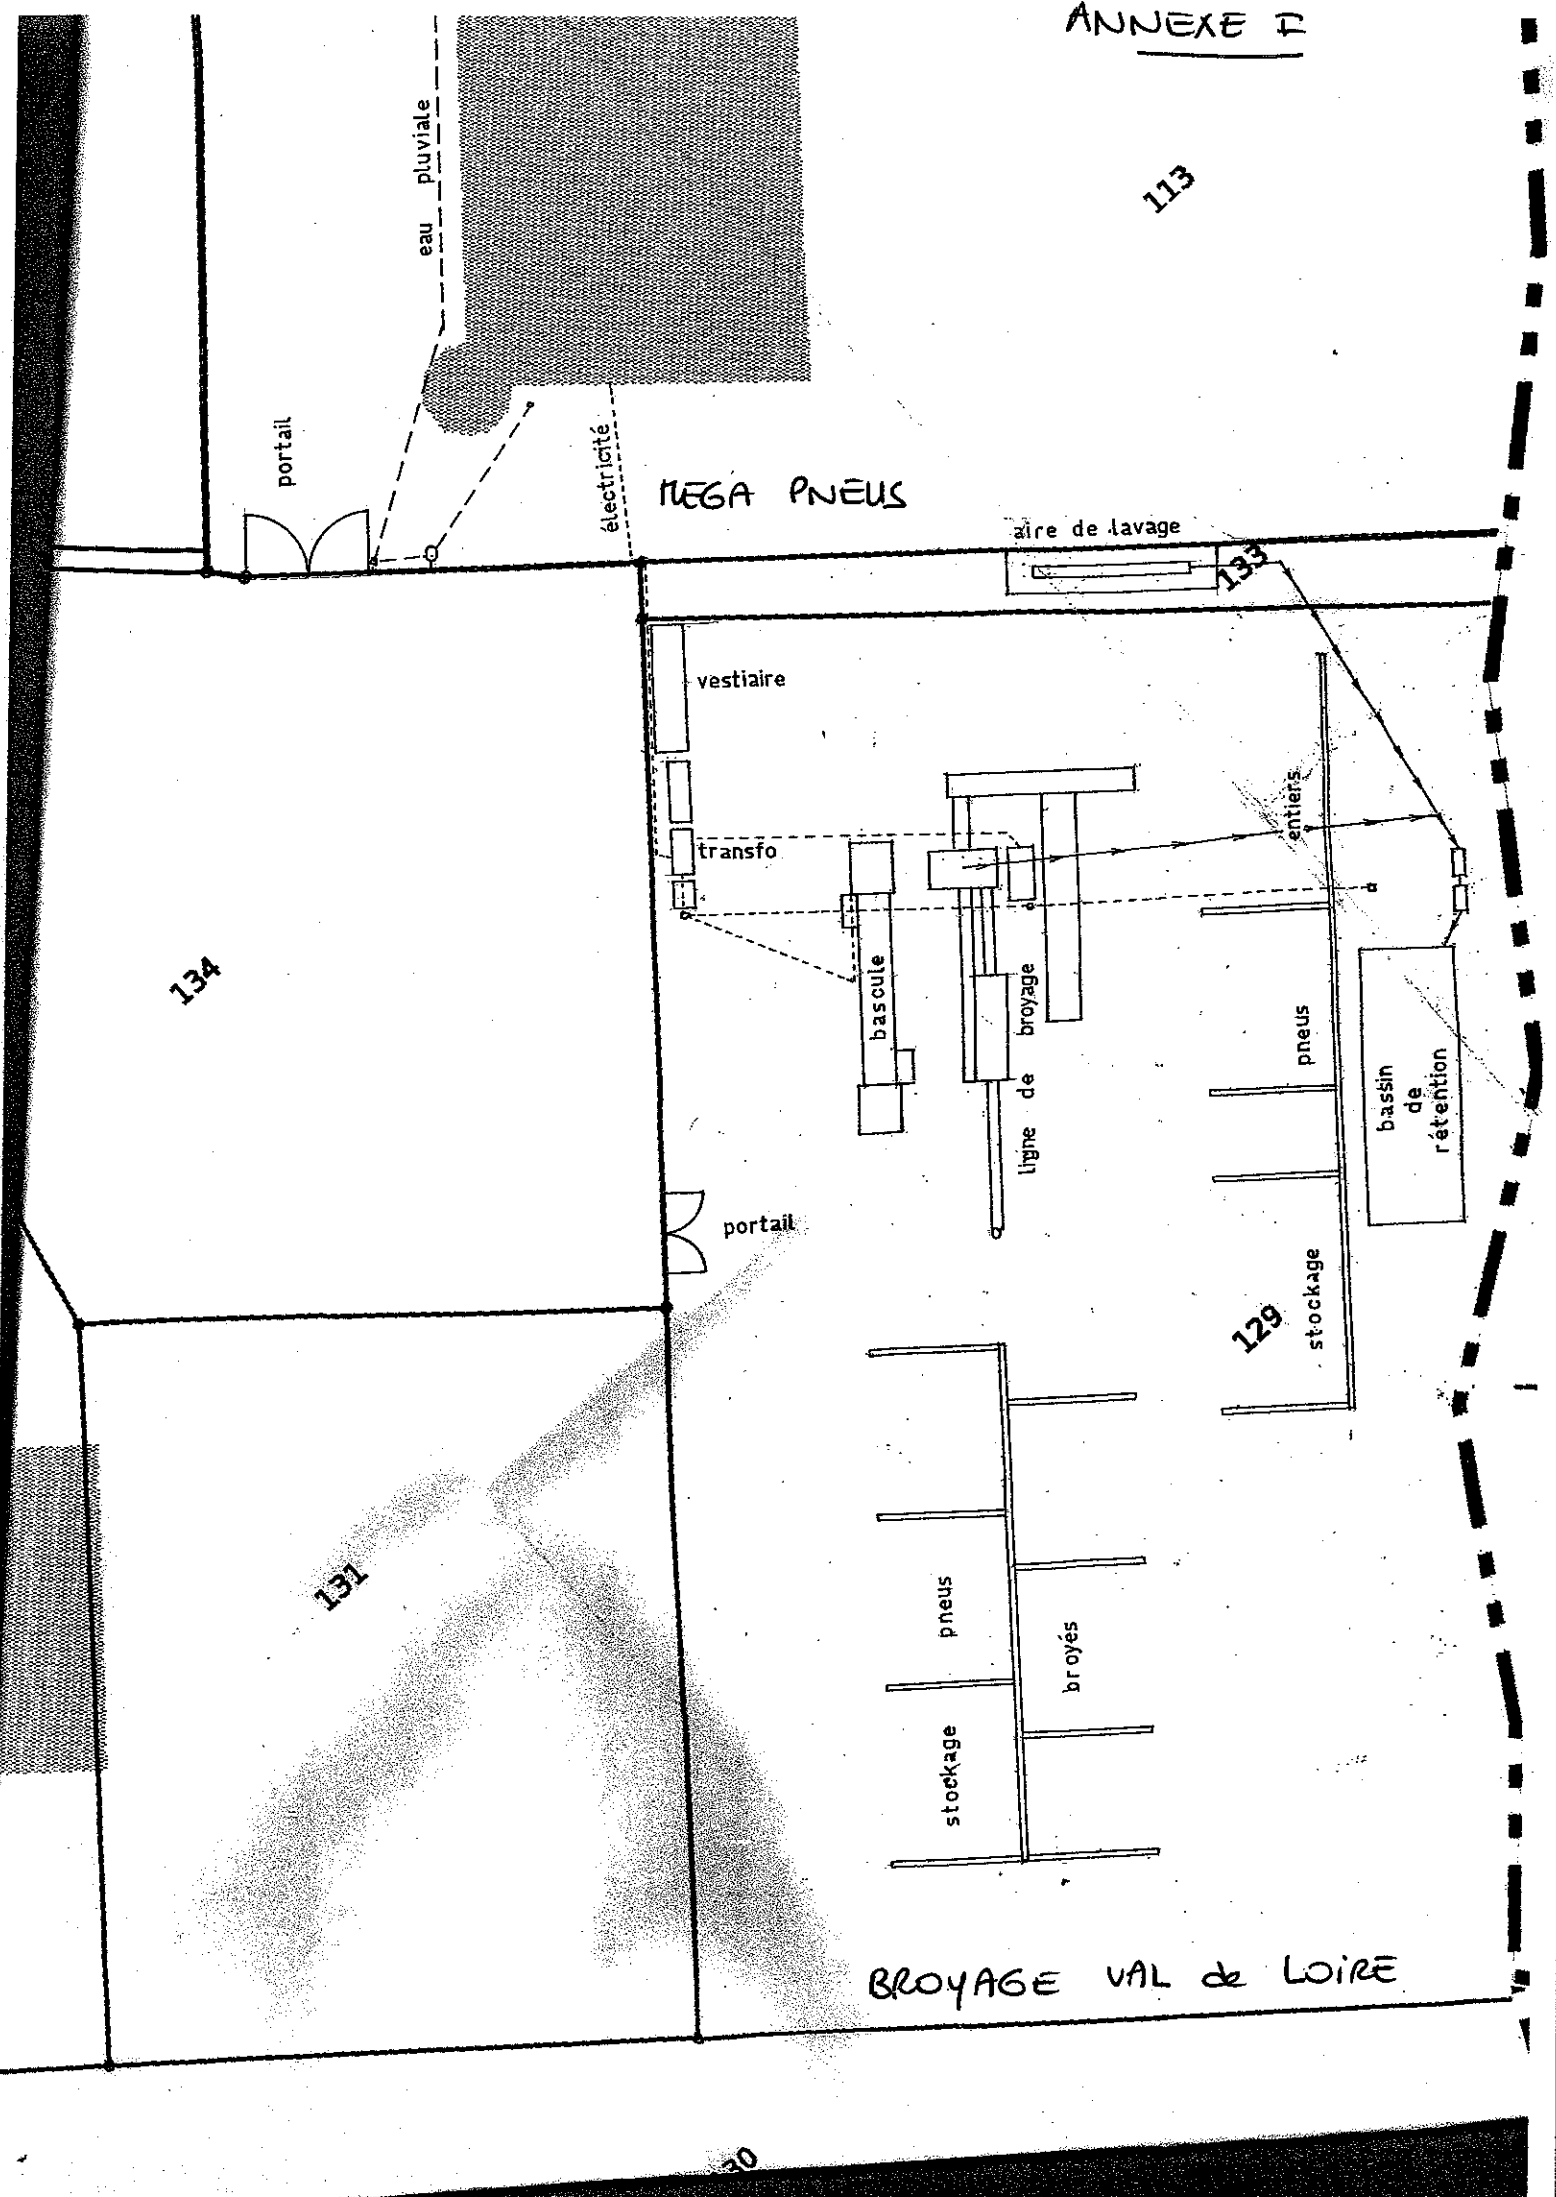 ANNEXE F
113
eau pluviale
portail
électricité
MEGA PNEUS
aire de lavage
133
vestiaire
transfo
entiers
134
bascule
ligne de broyage
pneus
bassin
de
rétention
portail
stockage
129
131
pneus
broyés
stockage
BROYAGE VAL de LOIRE